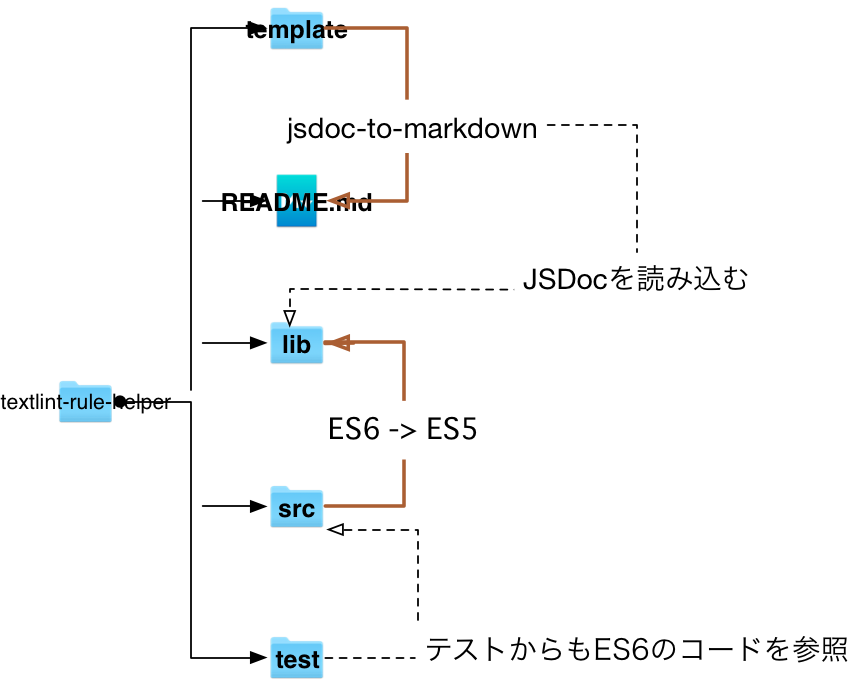 template
jsdoc-to-markdown
README.md
JSDocを読み込む
lib
textlint-rule-helper
ES6 -> ES5
src
テストからもES6のコードを参照
test